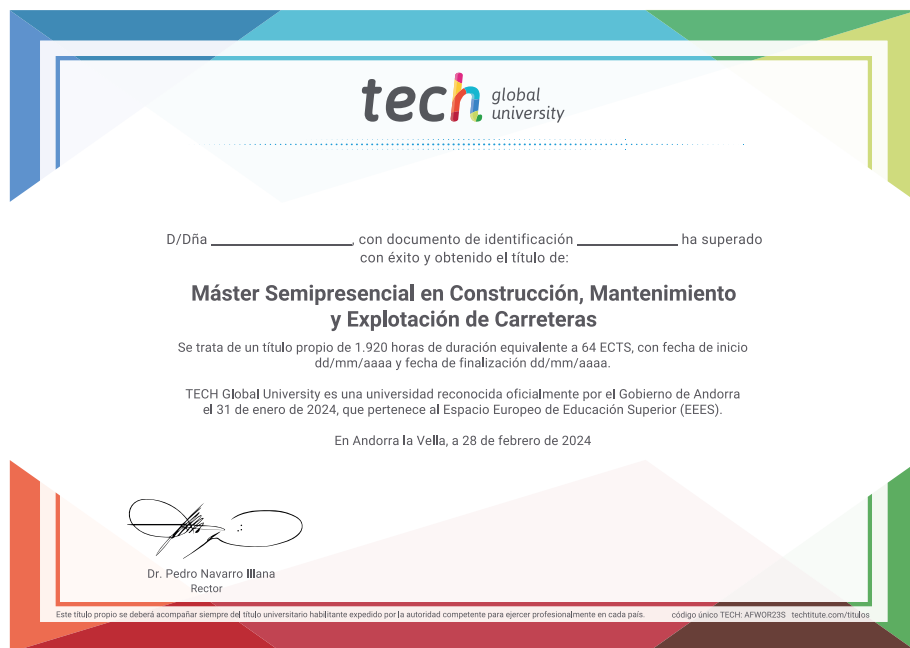 tech global university
D/Dña ______________, con documento de identificación __________ ha superado
con éxito y obtenido el título de:
Máster Semipresencial en Construcción, Mantenimiento
y Explotación de Carreteras
Se trata de un título propio de 1.920 horas de duración equivalente a 64 ECTS, con fecha de inicio
dd/mm/aaaa y fecha de finalización dd/mm/aaaa.
TECH Global University es una universidad reconocida oficialmente por el Gobierno de Andorra
el 31 de enero de 2024, que pertenece al Espacio Europeo de Educación Superior (EEES).
En Andorra la Vella, a 28 de febrero de 2024
Dr. Pedro Navarro Illana
Rector
Este título propio se deberá acompañar siempre del título universitario habilitante expedido por la autoridad competente para ejercer profesionalmente en cada país. código único TECH: AFWOR23S techtitute.com/titulos